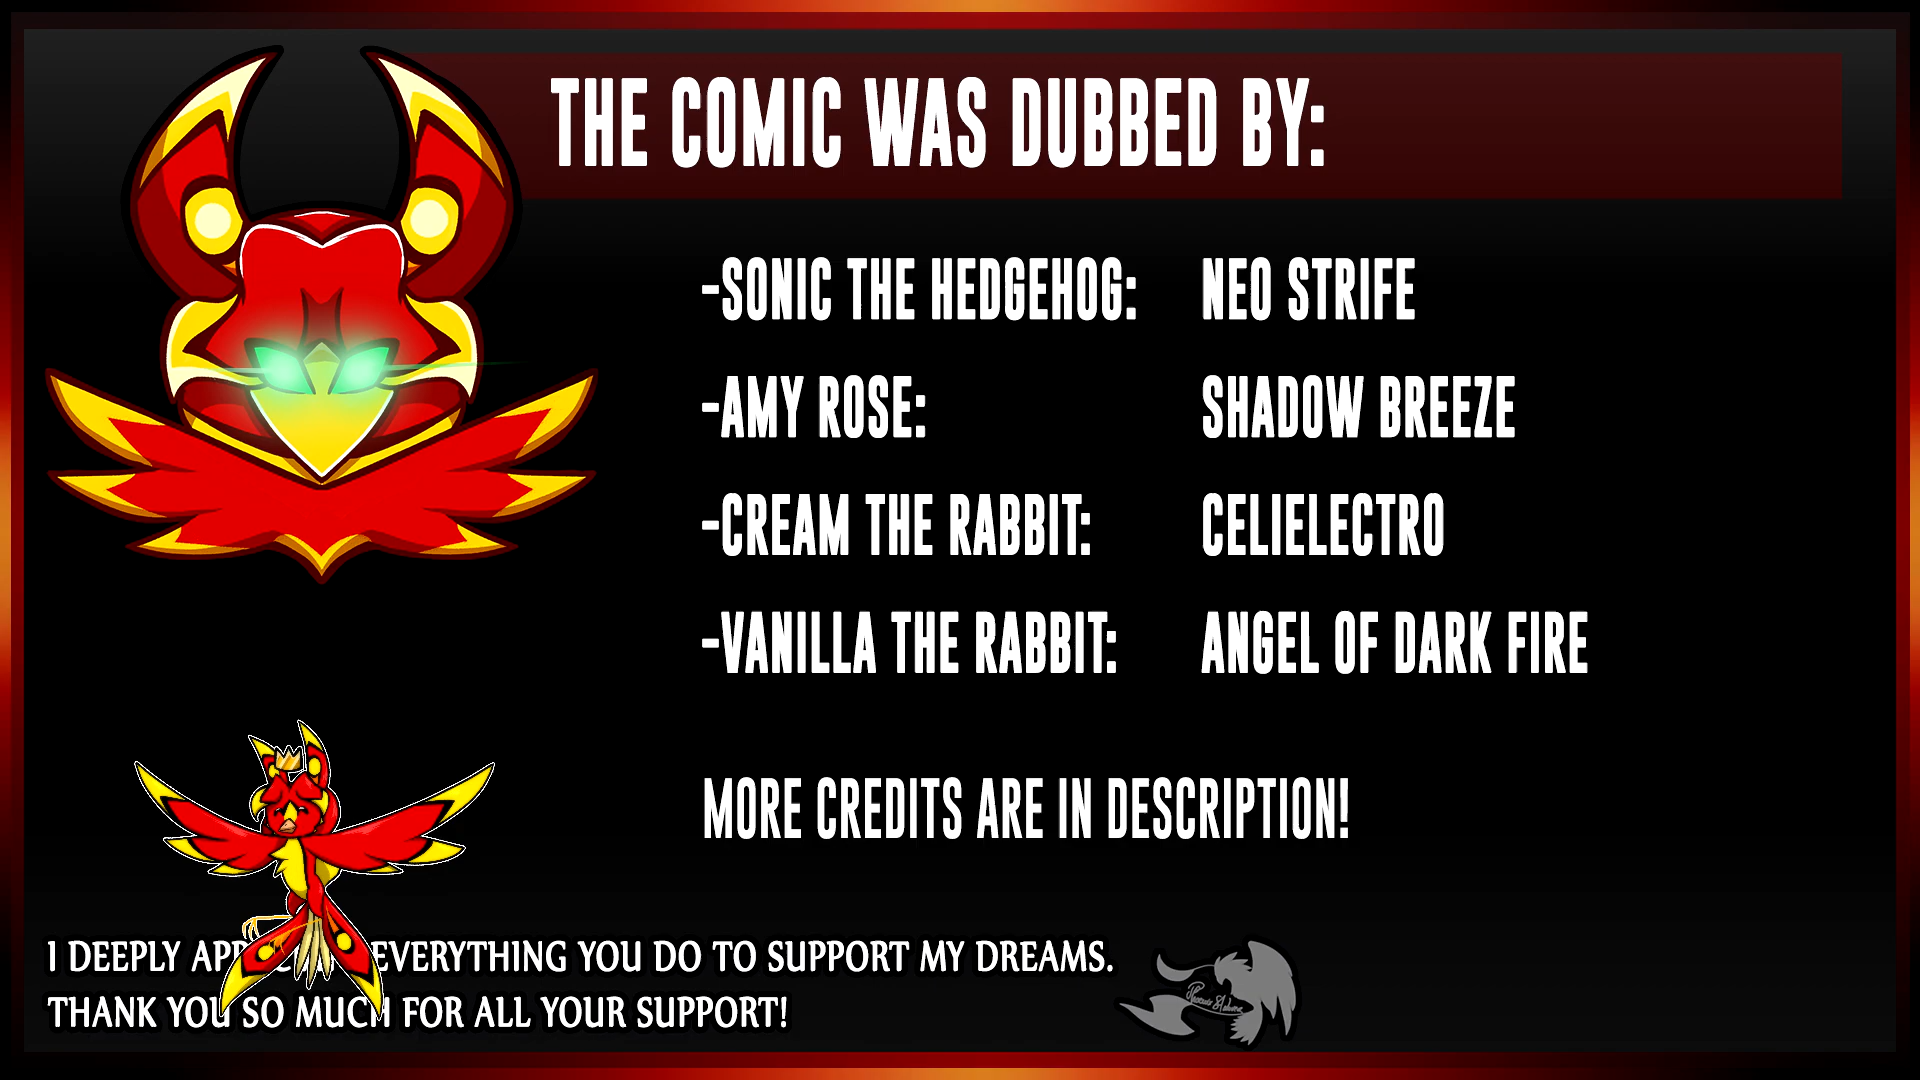 THE COMIC WAS DUBBED BY:
-SONIC THE HEDGEHOG: NEO STRIFE
-AMY ROSE: SHADOW BREEZE
-CREAM THE RABBIT: CELIELECTRO
-VANILLA THE RABBIT: ANGEL OF DARK FIRE
MORE CREDITS ARE IN DESCRIPTION!
I DEEPLY EVERYTHING YOU DO TO SUPPORT MY DREAMS.
THANK YOU SO MUCH FOR ALL YOUR SUPPORT!